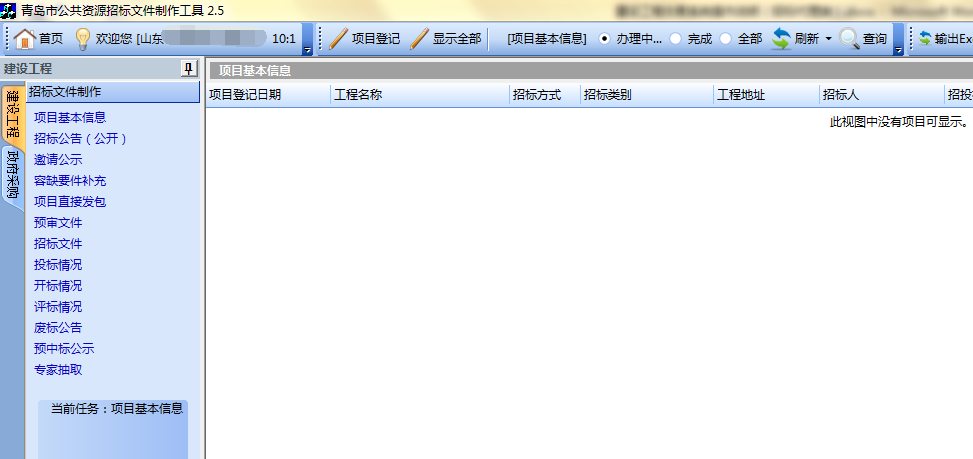 青岛市公共资源招标文件制作工具 2.5
首页 欢迎您 [山东 10:1 项目登记 显示全部 [项目基本信息] 办理中... 完成 全部 刷新 查询 输出Ex
建设工程
项目基本信息
招标文件制作
项目登记日期 工程名称 招标方式 招标类别 工程地址 招标人 招投
此视图中没有项目可显示。
建设工程
政府采购
项目基本信息
招标公告（公开）
邀请公示
容缺要件补充
项目直接发包
预审文件
招标文件
投标情况
开标情况
评标情况
废标公告
预中标公示
专家抽取
当前任务：项目基本信息